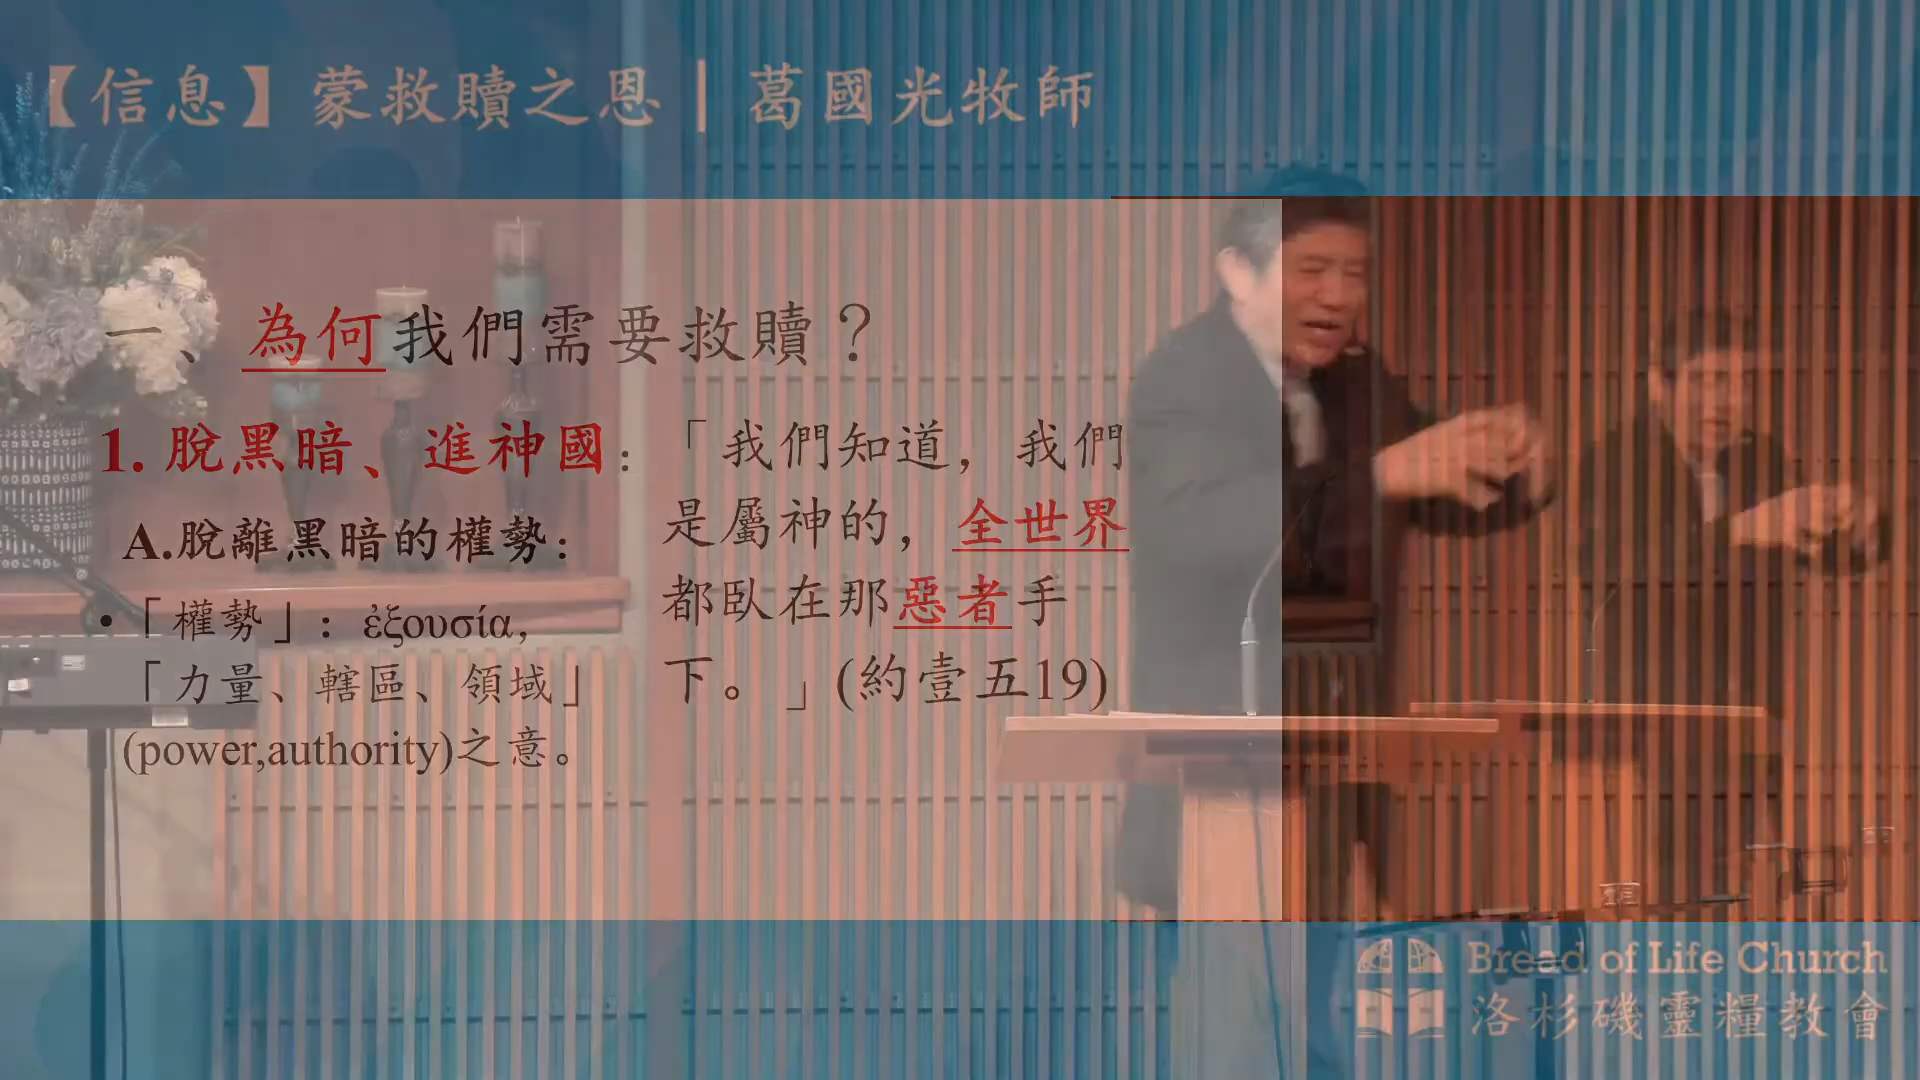 【信息】蒙救贖之恩｜葛國光牧師
一、為何我們需要救贖？
1. 脫黑暗、進神國：
A.脫離黑暗的權勢：
•「權勢」：ἐξουσία,
「力量、轄區、領域」
(power,authority)之意。
「我們知道，我們
是屬神的，全世界
都臥在那惡者手
下。」(約壹五19)
Bread of Life Church
洛杉磯靈糧教會